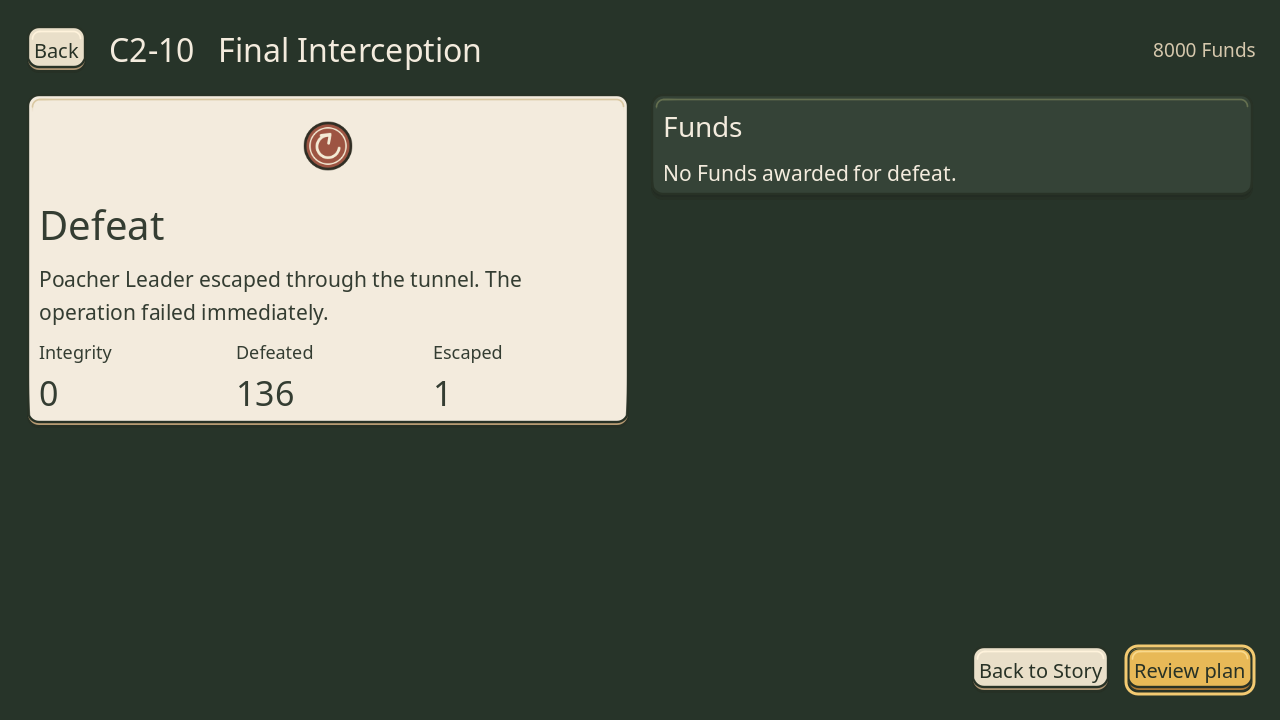 Back
C2-10 Final Interception
8000 Funds
Defeat
Poacher Leader escaped through the tunnel. The
operation failed immediately.
Integrity Defeated Escaped
0 136 1
Funds
No Funds awarded for defeat.
Back to Story
Review plan